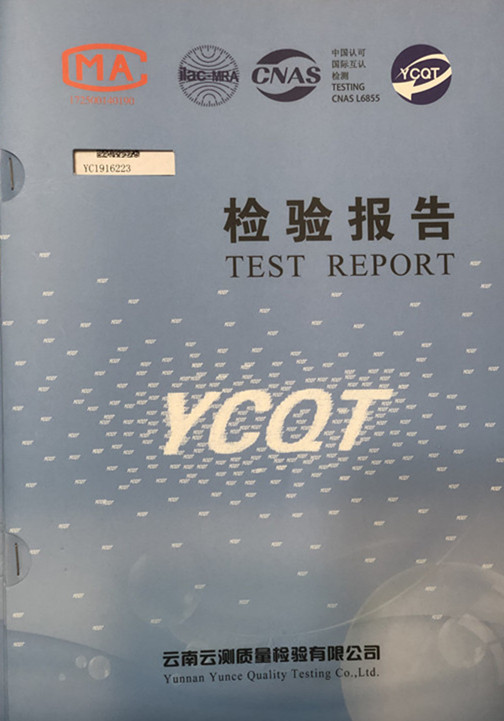 MA
ilac-MRA
CNAS
中国认可
国际互认
检测
TESTING
CNAS L6855
YCQT
YC1916223
检验报告
TEST REPORT
YCQT
云南云测质量检验有限公司
Yunnan Yunce Quality Testing Co.,Ltd.